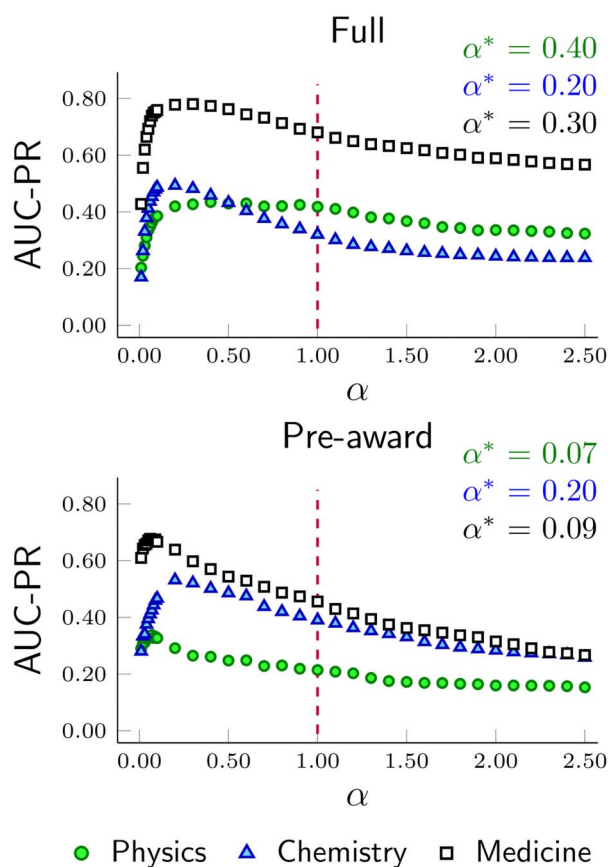 Full
α* = 0.40
α* = 0.20
α* = 0.30
AUC-PR
0.80
0.60
0.40
0.20
0.00
0.00 0.50 1.00 1.50 2.00 2.50
α
Pre-award
α* = 0.07
α* = 0.20
α* = 0.09
AUC-PR
0.80
0.60
0.40
0.20
0.00
0.00 0.50 1.00 1.50 2.00 2.50
α
Physics Chemistry Medicine